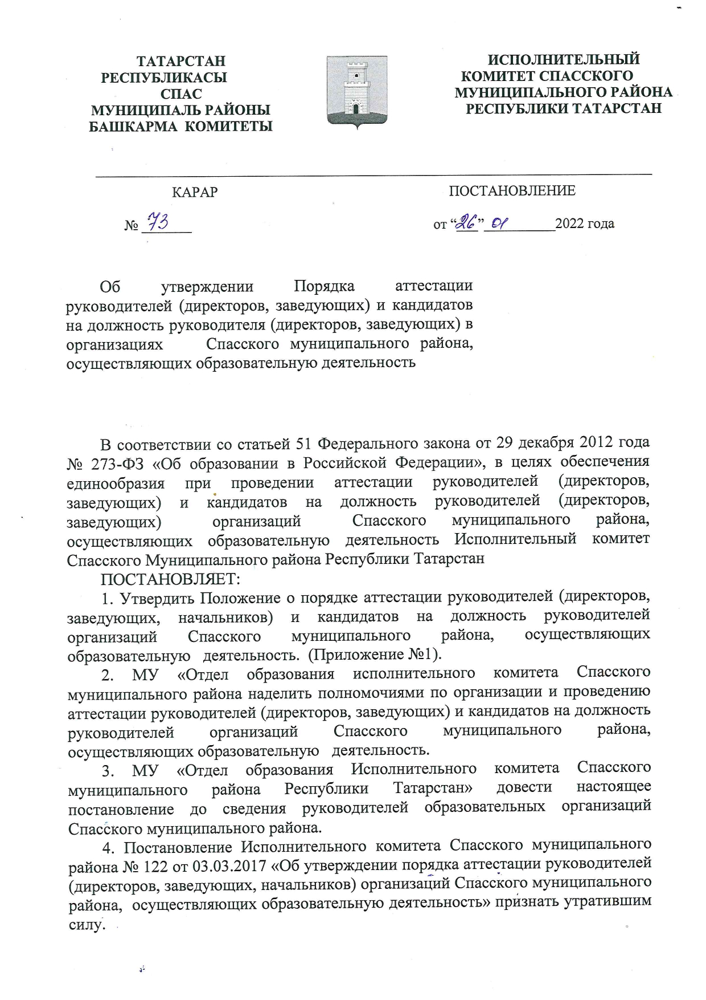 ТАТАРСТАН
РЕСПУБЛИКАСЫ
СПАС
МУНИЦИПАЛЬ РАЙОНЫ
БАШКАРМА КОМИТЕТЫ
ИСПОЛНИТЕЛЬНЫЙ
КОМИТЕТ СПАССКОГО
МУНИЦИПАЛЬНОГО РАЙОНА
РЕСПУБЛИКИ ТАТАРСТАН
КАРАР
ПОСТАНОВЛЕНИЕ
№ 73
от “26” 01 2022 года
Об утверждении Порядка аттестации
руководителей (директоров, заведующих) и кандидатов
на должность руководителя (директоров, заведующих) в
организациях Спасского муниципального района,
осуществляющих образовательную деятельность
В соответствии со статьей 51 Федерального закона от 29 декабря 2012 года
№ 273-ФЗ «Об образовании в Российской Федерации», в целях обеспечения
единообразия при проведении аттестации руководителей (директоров,
заведующих) и кандидатов на должность руководителей (директоров,
заведующих) организаций Спасского муниципального района,
осуществляющих образовательную деятельность Исполнительный комитет
Спасского Муниципального района Республики Татарстан
ПОСТАНОВЛЯЕТ:
1. Утвердить Положение о порядке аттестации руководителей (директоров,
заведующих, начальников) и кандидатов на должность руководителей
организаций Спасского муниципального района, осуществляющих
образовательную деятельность. (Приложение №1).
2. МУ «Отдел образования исполнительного комитета Спасского
муниципального района наделить полномочиями по организации и проведению
аттестации руководителей (директоров, заведующих) и кандидатов на должность
руководителей организаций Спасского муниципального района,
осуществляющих образовательную деятельность.
3. МУ «Отдел образования Исполнительного комитета Спасского
муниципального района Республики Татарстан» довести настоящее
постановление до сведения руководителей образовательных организаций
Спасского муниципального района.
4. Постановление Исполнительного комитета Спасского муниципального
района № 122 от 03.03.2017 «Об утверждении порядка аттестации руководителей
(директоров, заведующих, начальников) организаций Спасского муниципального
района, осуществляющих образовательную деятельность» признать утратившим
силу.